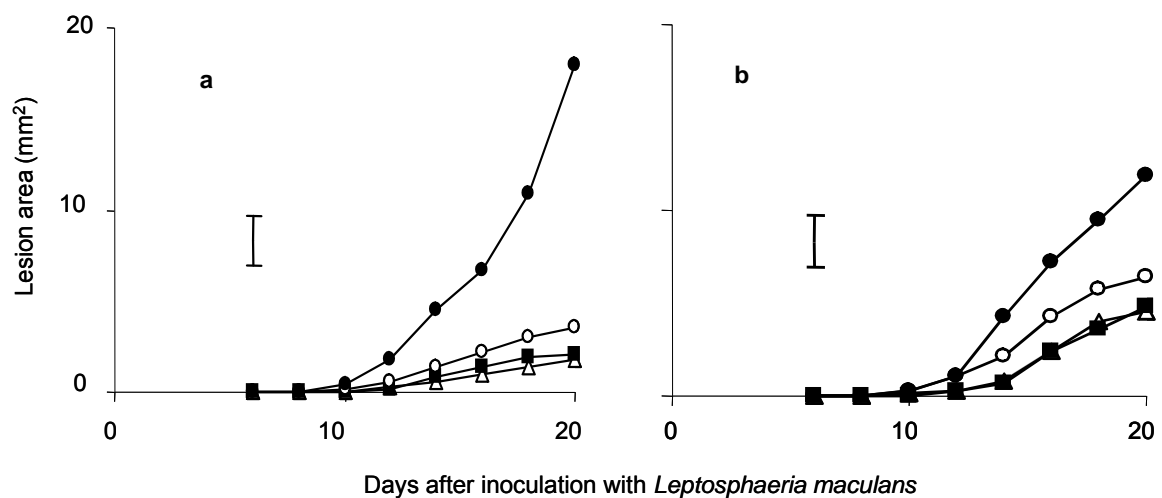 20
a
b
Lesion area (mm²)
10
0
0 10 20 0 10 20
Days after inoculation with Leptosphaeria maculans